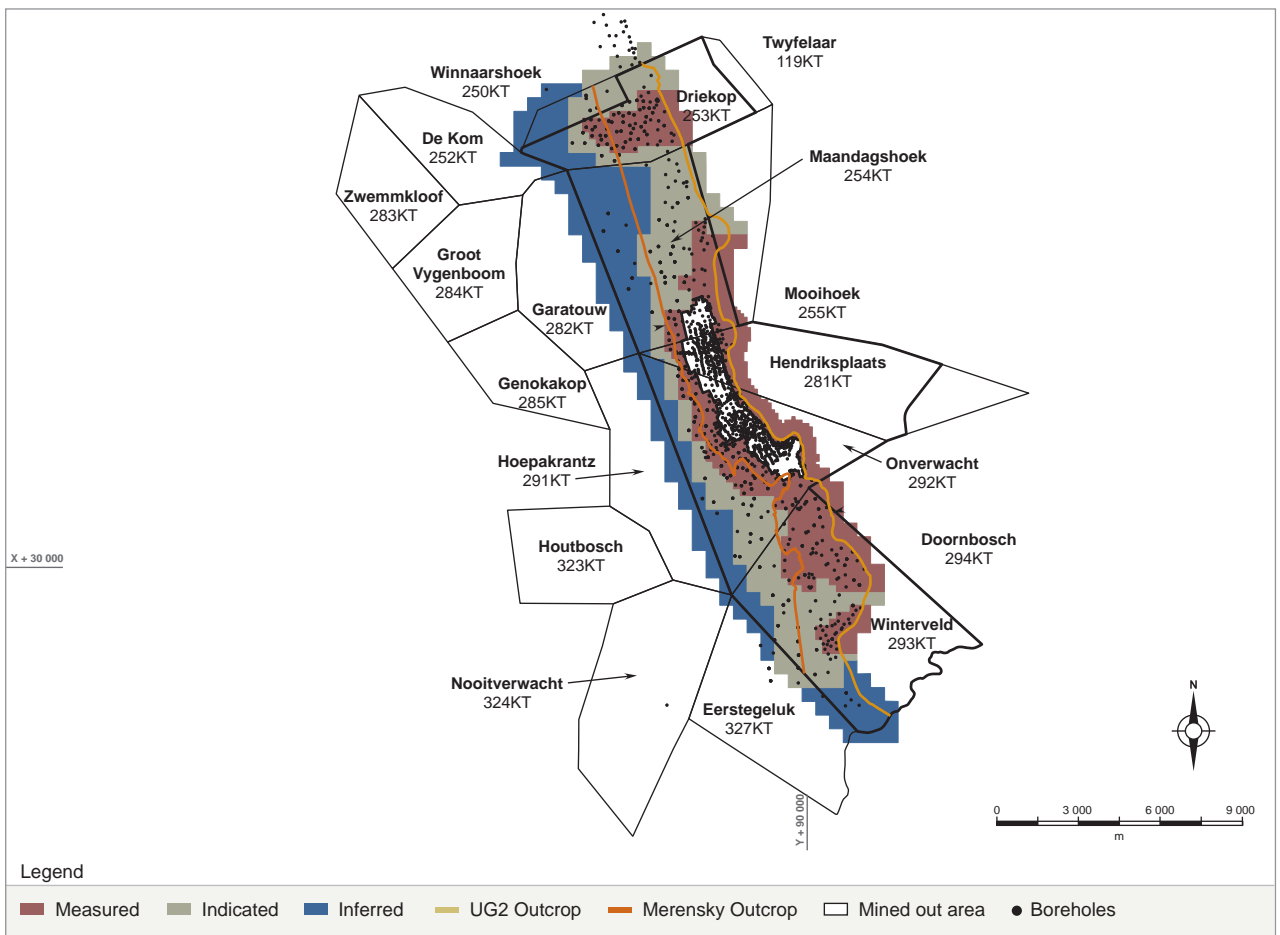 Twyfelaar
119KT
Winnaarshoek
250KT
Driekop
253KT
De Kom
252KT
Maandagshoek
254KT
Zwemmkloof
283KT
Groot
Vygenboom
284KT
Mooihoek
255KT
Garatouw
282KT
Hendriksplaats
281KT
Genokakop
285KT
Hoepakrantz
291KT
Onverwacht
292KT
Doornbosch
294KT
Houtbosch
323KT
X + 30 000
Winterveld
293KT
Nooitverwacht
324KT
Eerstegeluk
327KT
N
Y + 90 000
0 3 000 6 000 9 000
m
Legend
Measured Indicated Inferred UG2 Outcrop Merensky Outcrop Mined out area Boreholes